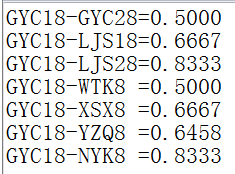 GYC18-GYC28=0.5000
GYC18-LJS18=0.6667
GYC18-LJS28=0.8333
GYC18-WTK8 =0.5000
GYC18-XSX8 =0.6667
GYC18-YZQ8 =0.6458
GYC18-NYK8 =0.8333